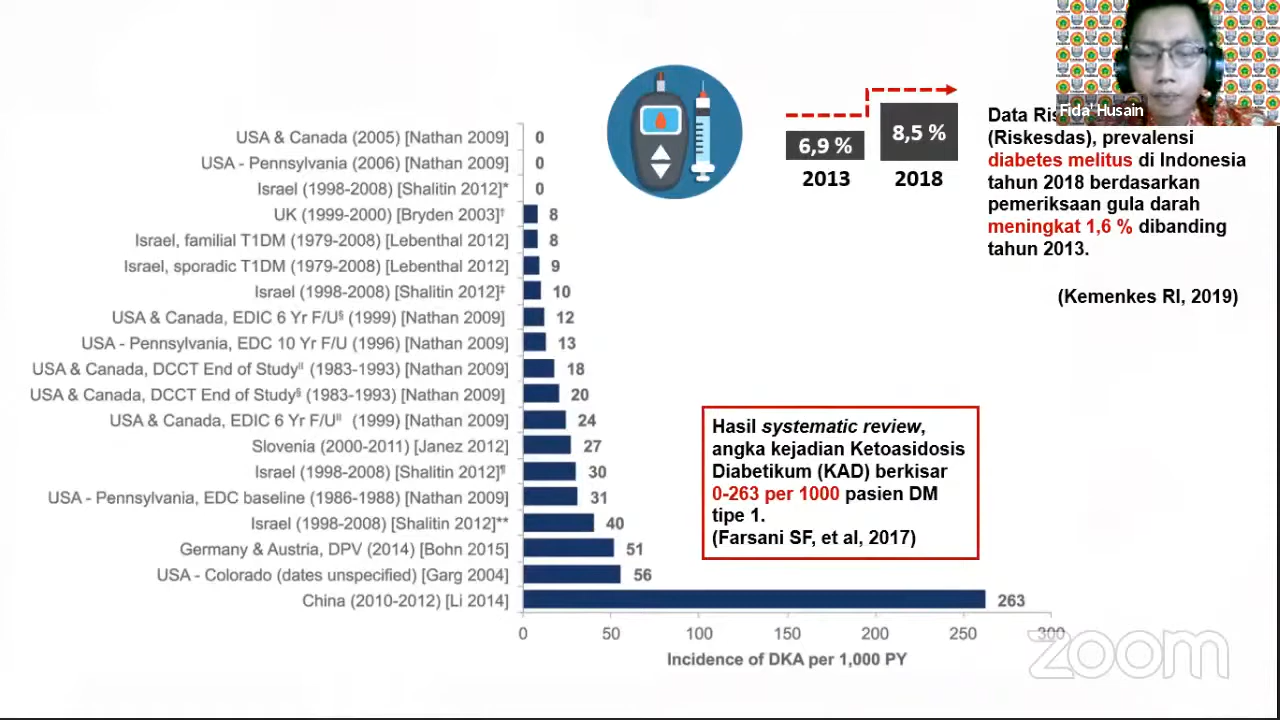 Fida' Husain
USA & Canada (2005) [Nathan 2009] 0
USA - Pennsylvania (2006) [Nathan 2009] 0
Israel (1998-2008) [Shalitin 2012]* 0
UK (1999-2000) [Bryden 2003]† 8
Israel, familial T1DM (1979-2008) [Lebenthal 2012] 8
Israel, sporadic T1DM (1979-2008) [Lebenthal 2012] 9
Israel (1998-2008) [Shalitin 2012]‡ 10
USA & Canada, EDIC 6 Yr F/U§ (1999) [Nathan 2009] 12
USA - Pennsylvania, EDC 10 Yr F/U (1996) [Nathan 2009] 13
USA & Canada, DCCT End of Study‖ (1983-1993) [Nathan 2009] 18
USA & Canada, DCCT End of Study§ (1983-1993) [Nathan 2009] 20
USA & Canada, EDIC 6 Yr F/U‖ (1999) [Nathan 2009] 24
Slovenia (2000-2011) [Janez 2012] 27
Israel (1998-2008) [Shalitin 2012]¶ 30
USA - Pennsylvania, EDC baseline (1986-1988) [Nathan 2009] 31
Israel (1998-2008) [Shalitin 2012]** 40
Germany & Austria, DPV (2014) [Bohn 2015] 51
USA - Colorado (dates unspecified) [Garg 2004] 56
China (2010-2012) [Li 2014] 263
0 50 100 150 200 250 300
Incidence of DKA per 1,000 PY
6,9 % 8,5 %
2013 2018
Data
(Riskesdas), prevalensi
diabetes melitus di Indonesia
tahun 2018 berdasarkan
pemeriksaan gula darah
meningkat 1,6 % dibanding
tahun 2013.
(Kemenkes RI, 2019)
Hasil systematic review,
angka kejadian Ketoasidosis
Diabetikum (KAD) berkisar
0-263 per 1000 pasien DM
tipe 1.
(Farsani SF, et al, 2017)
zoom